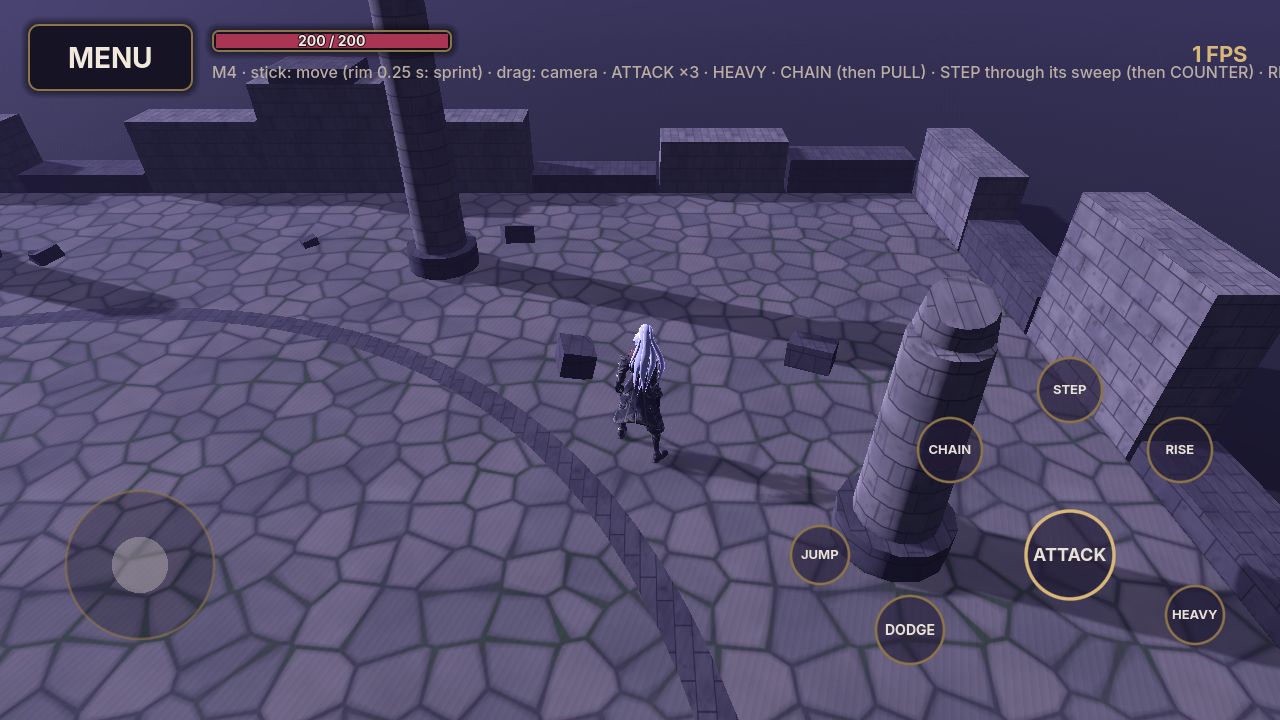 MENU
200 / 200
1 FPS
M4 · stick: move (rim 0.25 s: sprint) · drag: camera · ATTACK ×3 · HEAVY · CHAIN (then PULL) · STEP through its sweep (then COUNTER) ·
STEP
CHAIN
RISE
JUMP
ATTACK
DODGE
HEAVY